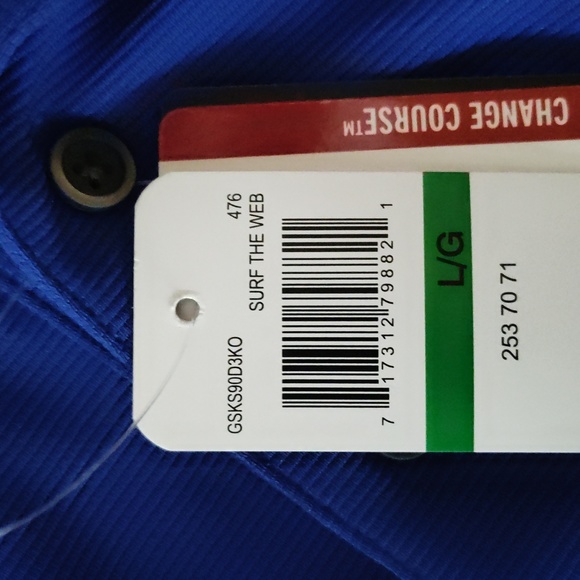 CHANGE COURSE™
GSKS90D3KO 476
SURF THE WEB
7 17312 79882 1
L/G
253 70 71